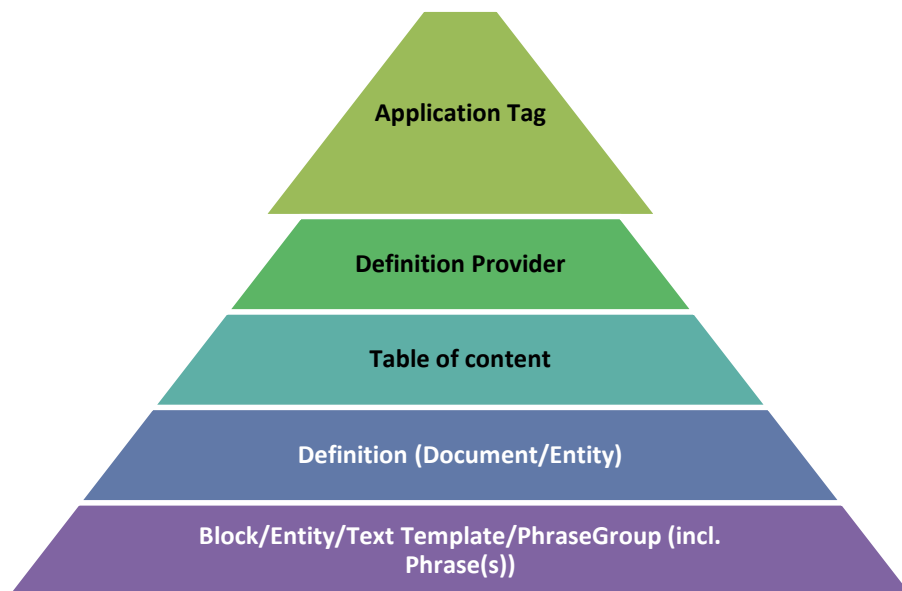 Application Tag
Definition Provider
Table of content
Definition (Document/Entity)
Block/Entity/Text Template/PhraseGroup (incl.
Phrase(s))